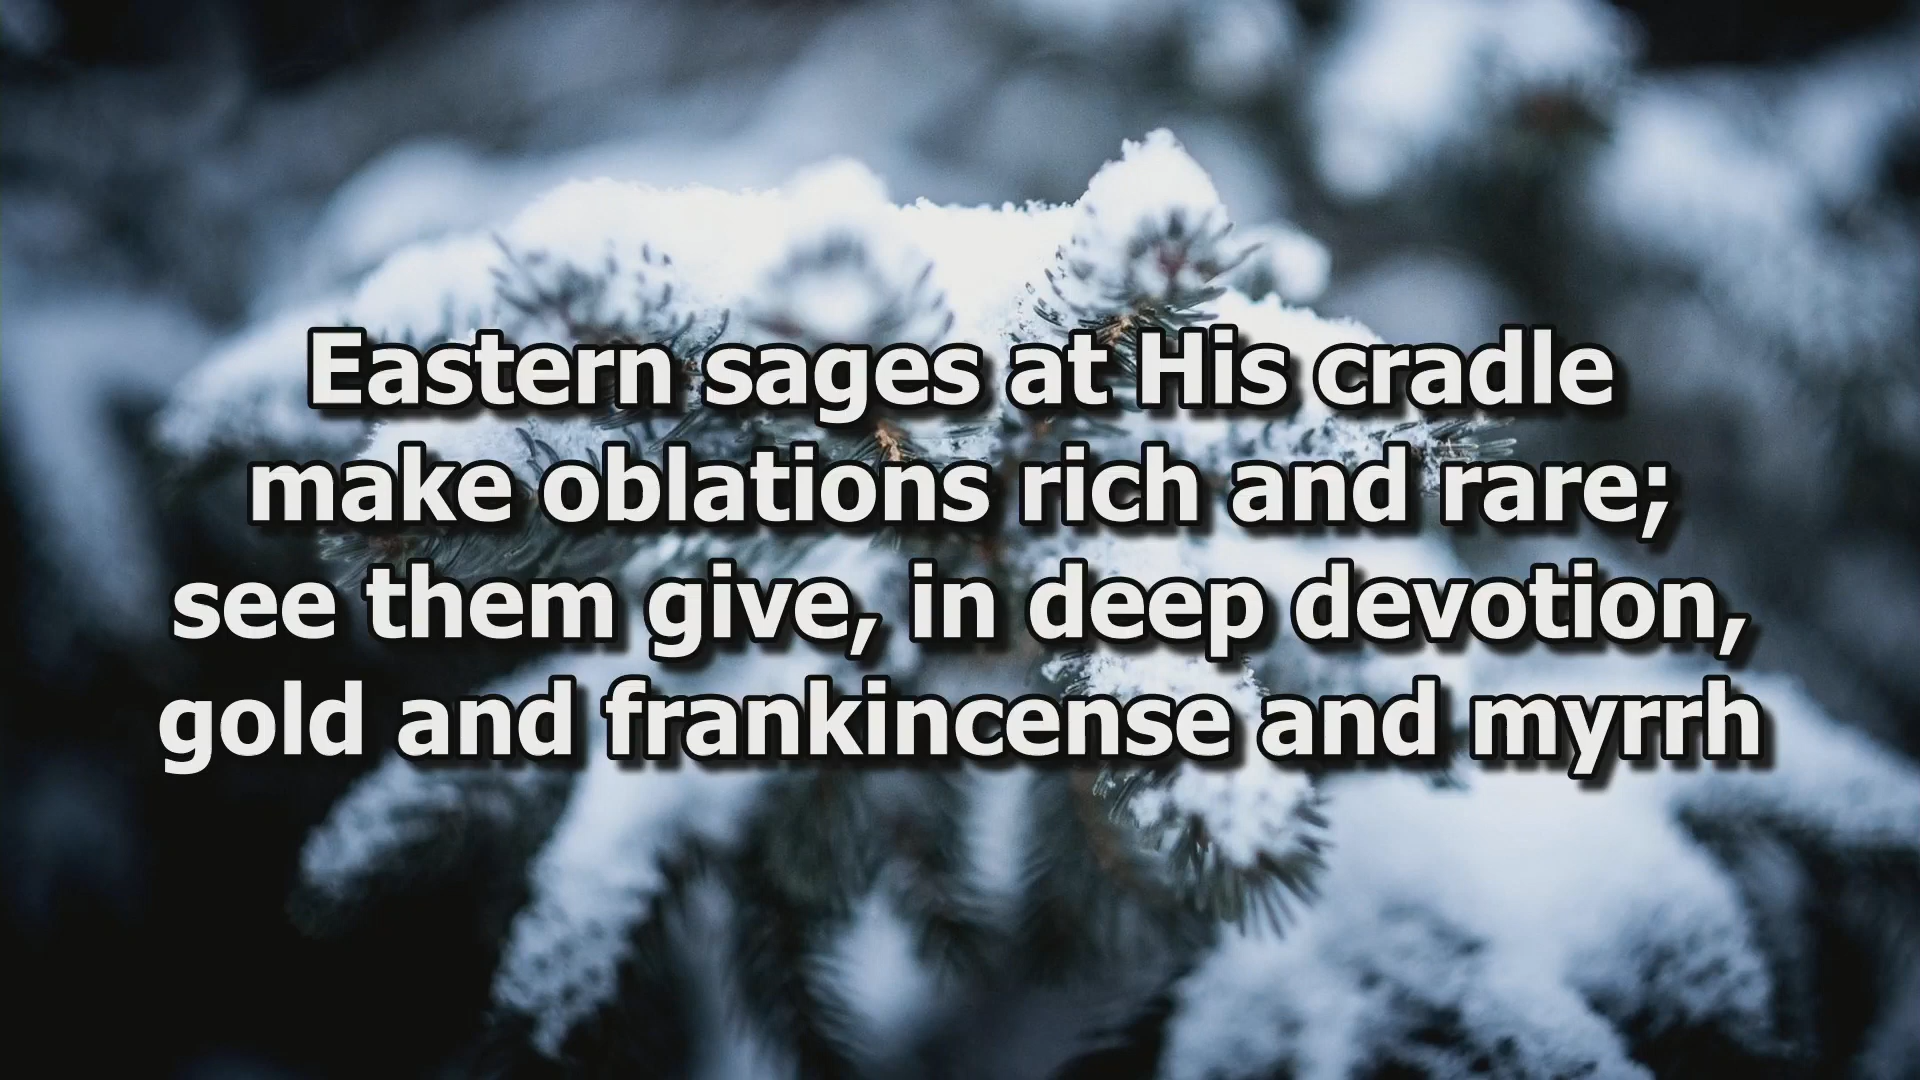 Eastern sages at His cradle
make oblations rich and rare;
see them give, in deep devotion,
gold and frankincense and myrrh